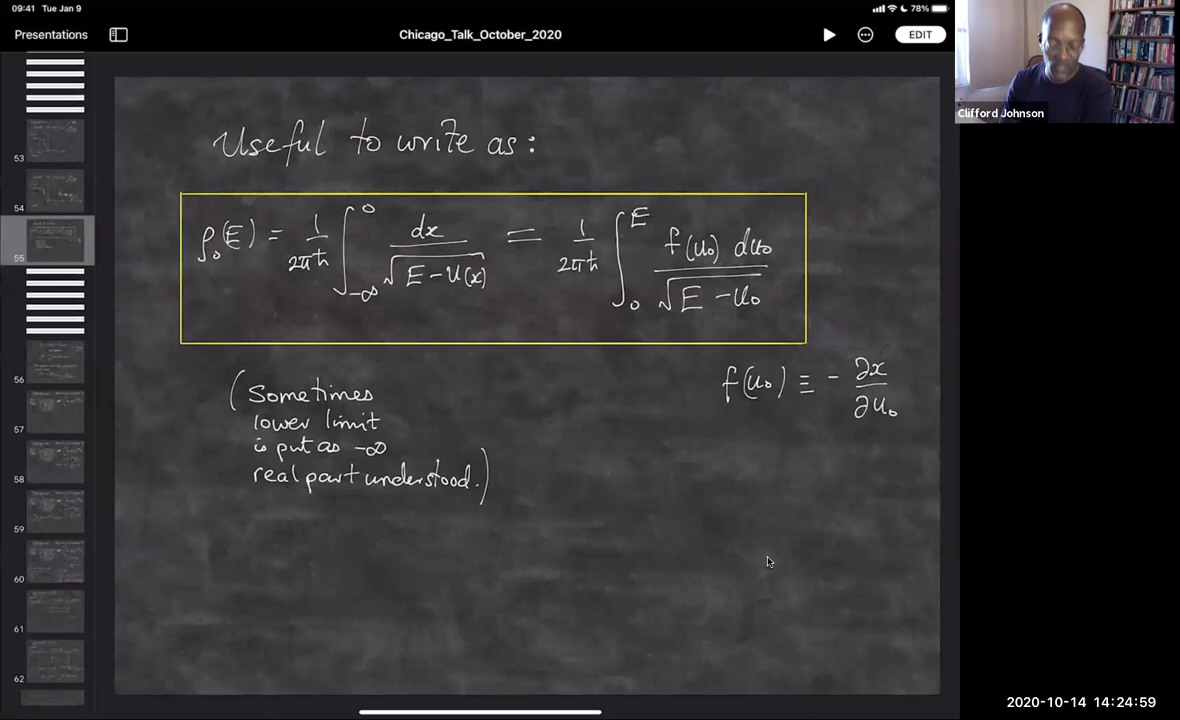 09:41 Tue Jan 9
78%
Presentations
Chicago_Talk_October_2020
EDIT
Clifford Johnson
53
54
55
56
57
58
59
60
61
62
Useful to write as:
ρ₀(E) = 1/2πħ ∫_{-∞}^{0} dx/√(E-u(x)) = 1/2πħ ∫_{0}^{E} f(u₀) du₀/√(E-u₀)
f(u₀) ≡ - ∂x/∂u₀
(Sometimes
lower limit
is put as -∞
real part understood.)
2020-10-14 14:24:59